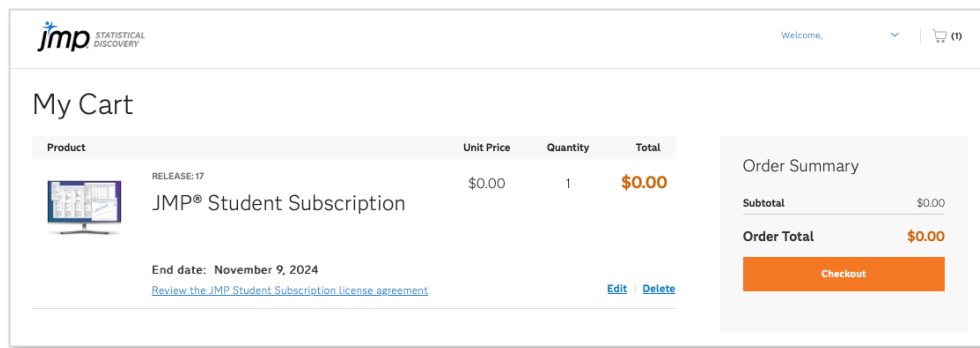 jmp STATISTICAL DISCOVERY
Welcome,
(1)
My Cart
Product Unit Price Quantity Total
RELEASE: 17
JMP® Student Subscription $0.00 1 $0.00
End date: November 9, 2024
Review the JMP Student Subscription license agreement Edit Delete
Order Summary
Subtotal $0.00
Order Total $0.00
Checkout